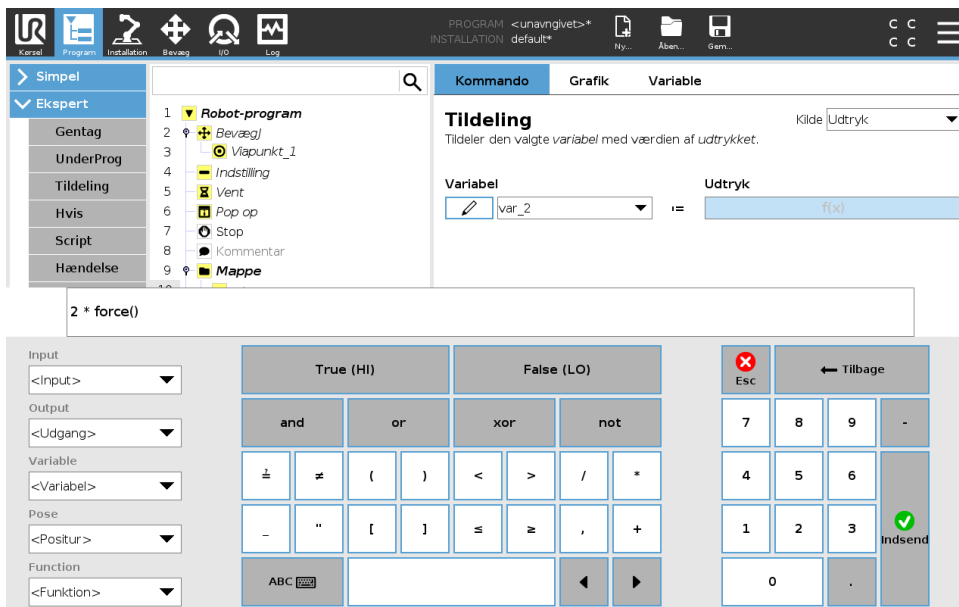 UR
PROGRAM <unavngivet>*
INSTALLATION default*
Kørsel Program Installation Bevæg I/O Log
Ny... Åben... Gem...
C C
C C
Simpel
Ekspert
Gentag
UnderProg
Tildeling
Hvis
Script
Hændelse
1 Robot-program
2 BevægJ
3 Viapunkt_1
4 Indstilling
5 Vent
6 Pop op
7 Stop
8 Kommentar
9 Mappe
Kommando Grafik Variable
Tildeling
Kilde Udtryk
Tildeler den valgte variabel med værdien af udtrykket.
Variabel Udtryk
var_2 := f(x)
2 * force()
Input
<Input>
Output
<Udgang>
Variable
<Variabel>
Pose
<Positur>
Function
<Funktion>
True (HI) False (LO)
and or xor not
≟ ≠ ( ) < > / *
_ " [ ] ≤ ≥ , +
ABC
Esc Tilbage
7 8 9 -
4 5 6
1 2 3 Indsend
0 .